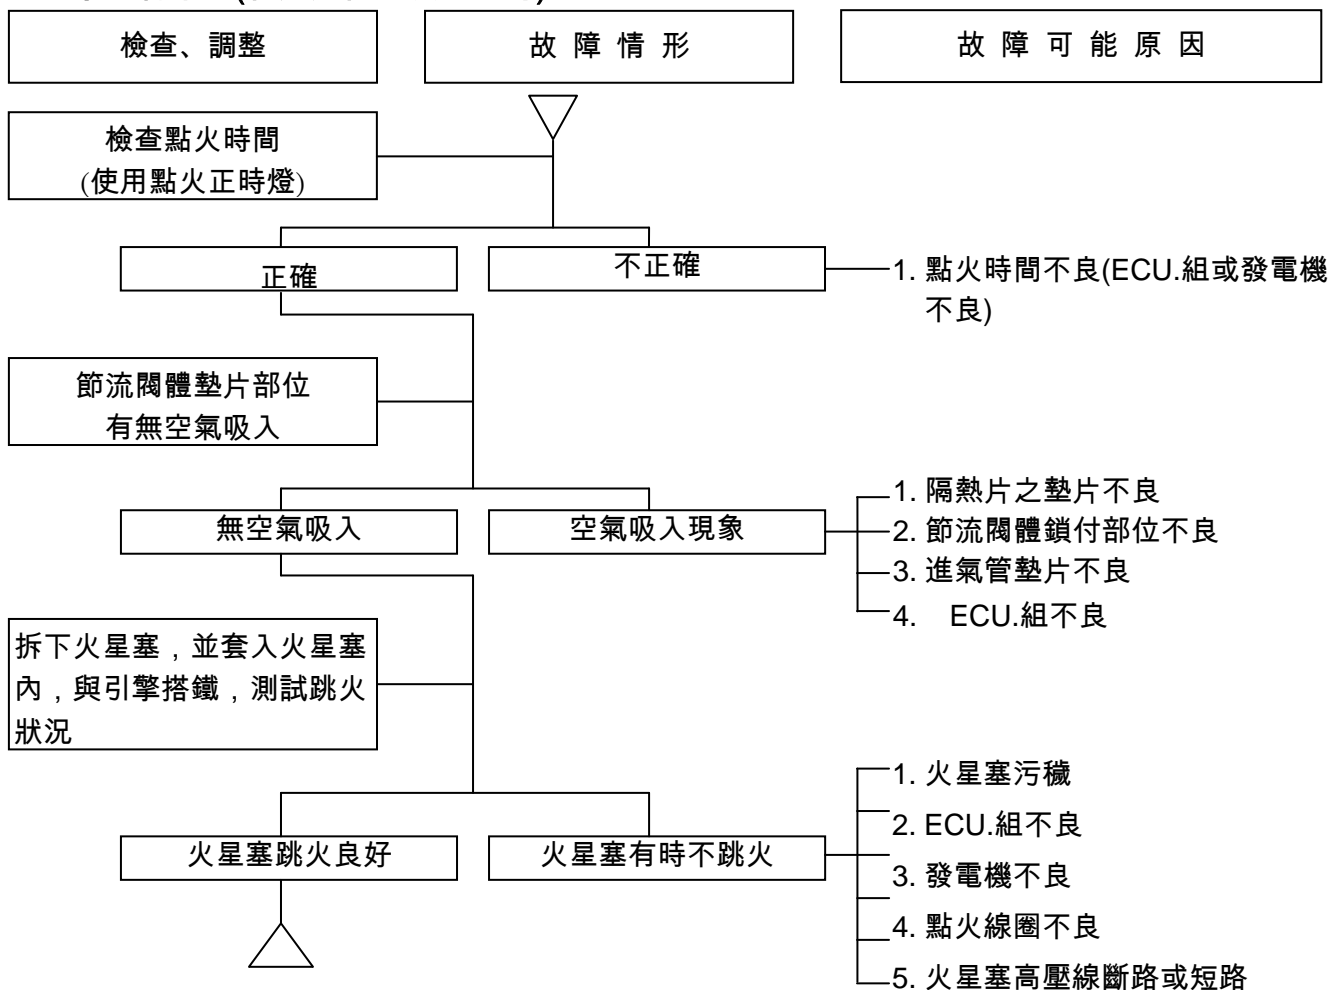 檢查、調整
故 障 情 形
故 障 可 能 原 因
檢查點火時間
(使用點火正時燈)
正確
不正確
1. 點火時間不良(ECU.組或發電機
不良)
節流閥體墊片部位
有無空氣吸入
無空氣吸入
空氣吸入現象
1. 隔熱片之墊片不良
2. 節流閥體鎖付部位不良
3. 進氣管墊片不良
4. ECU.組不良
拆下火星塞，並套入火星塞
內，與引擎搭鐵，測試跳火
狀況
火星塞跳火良好
火星塞有時不跳火
1. 火星塞污穢
2. ECU.組不良
3. 發電機不良
4. 點火線圈不良
5. 火星塞高壓線斷路或短路